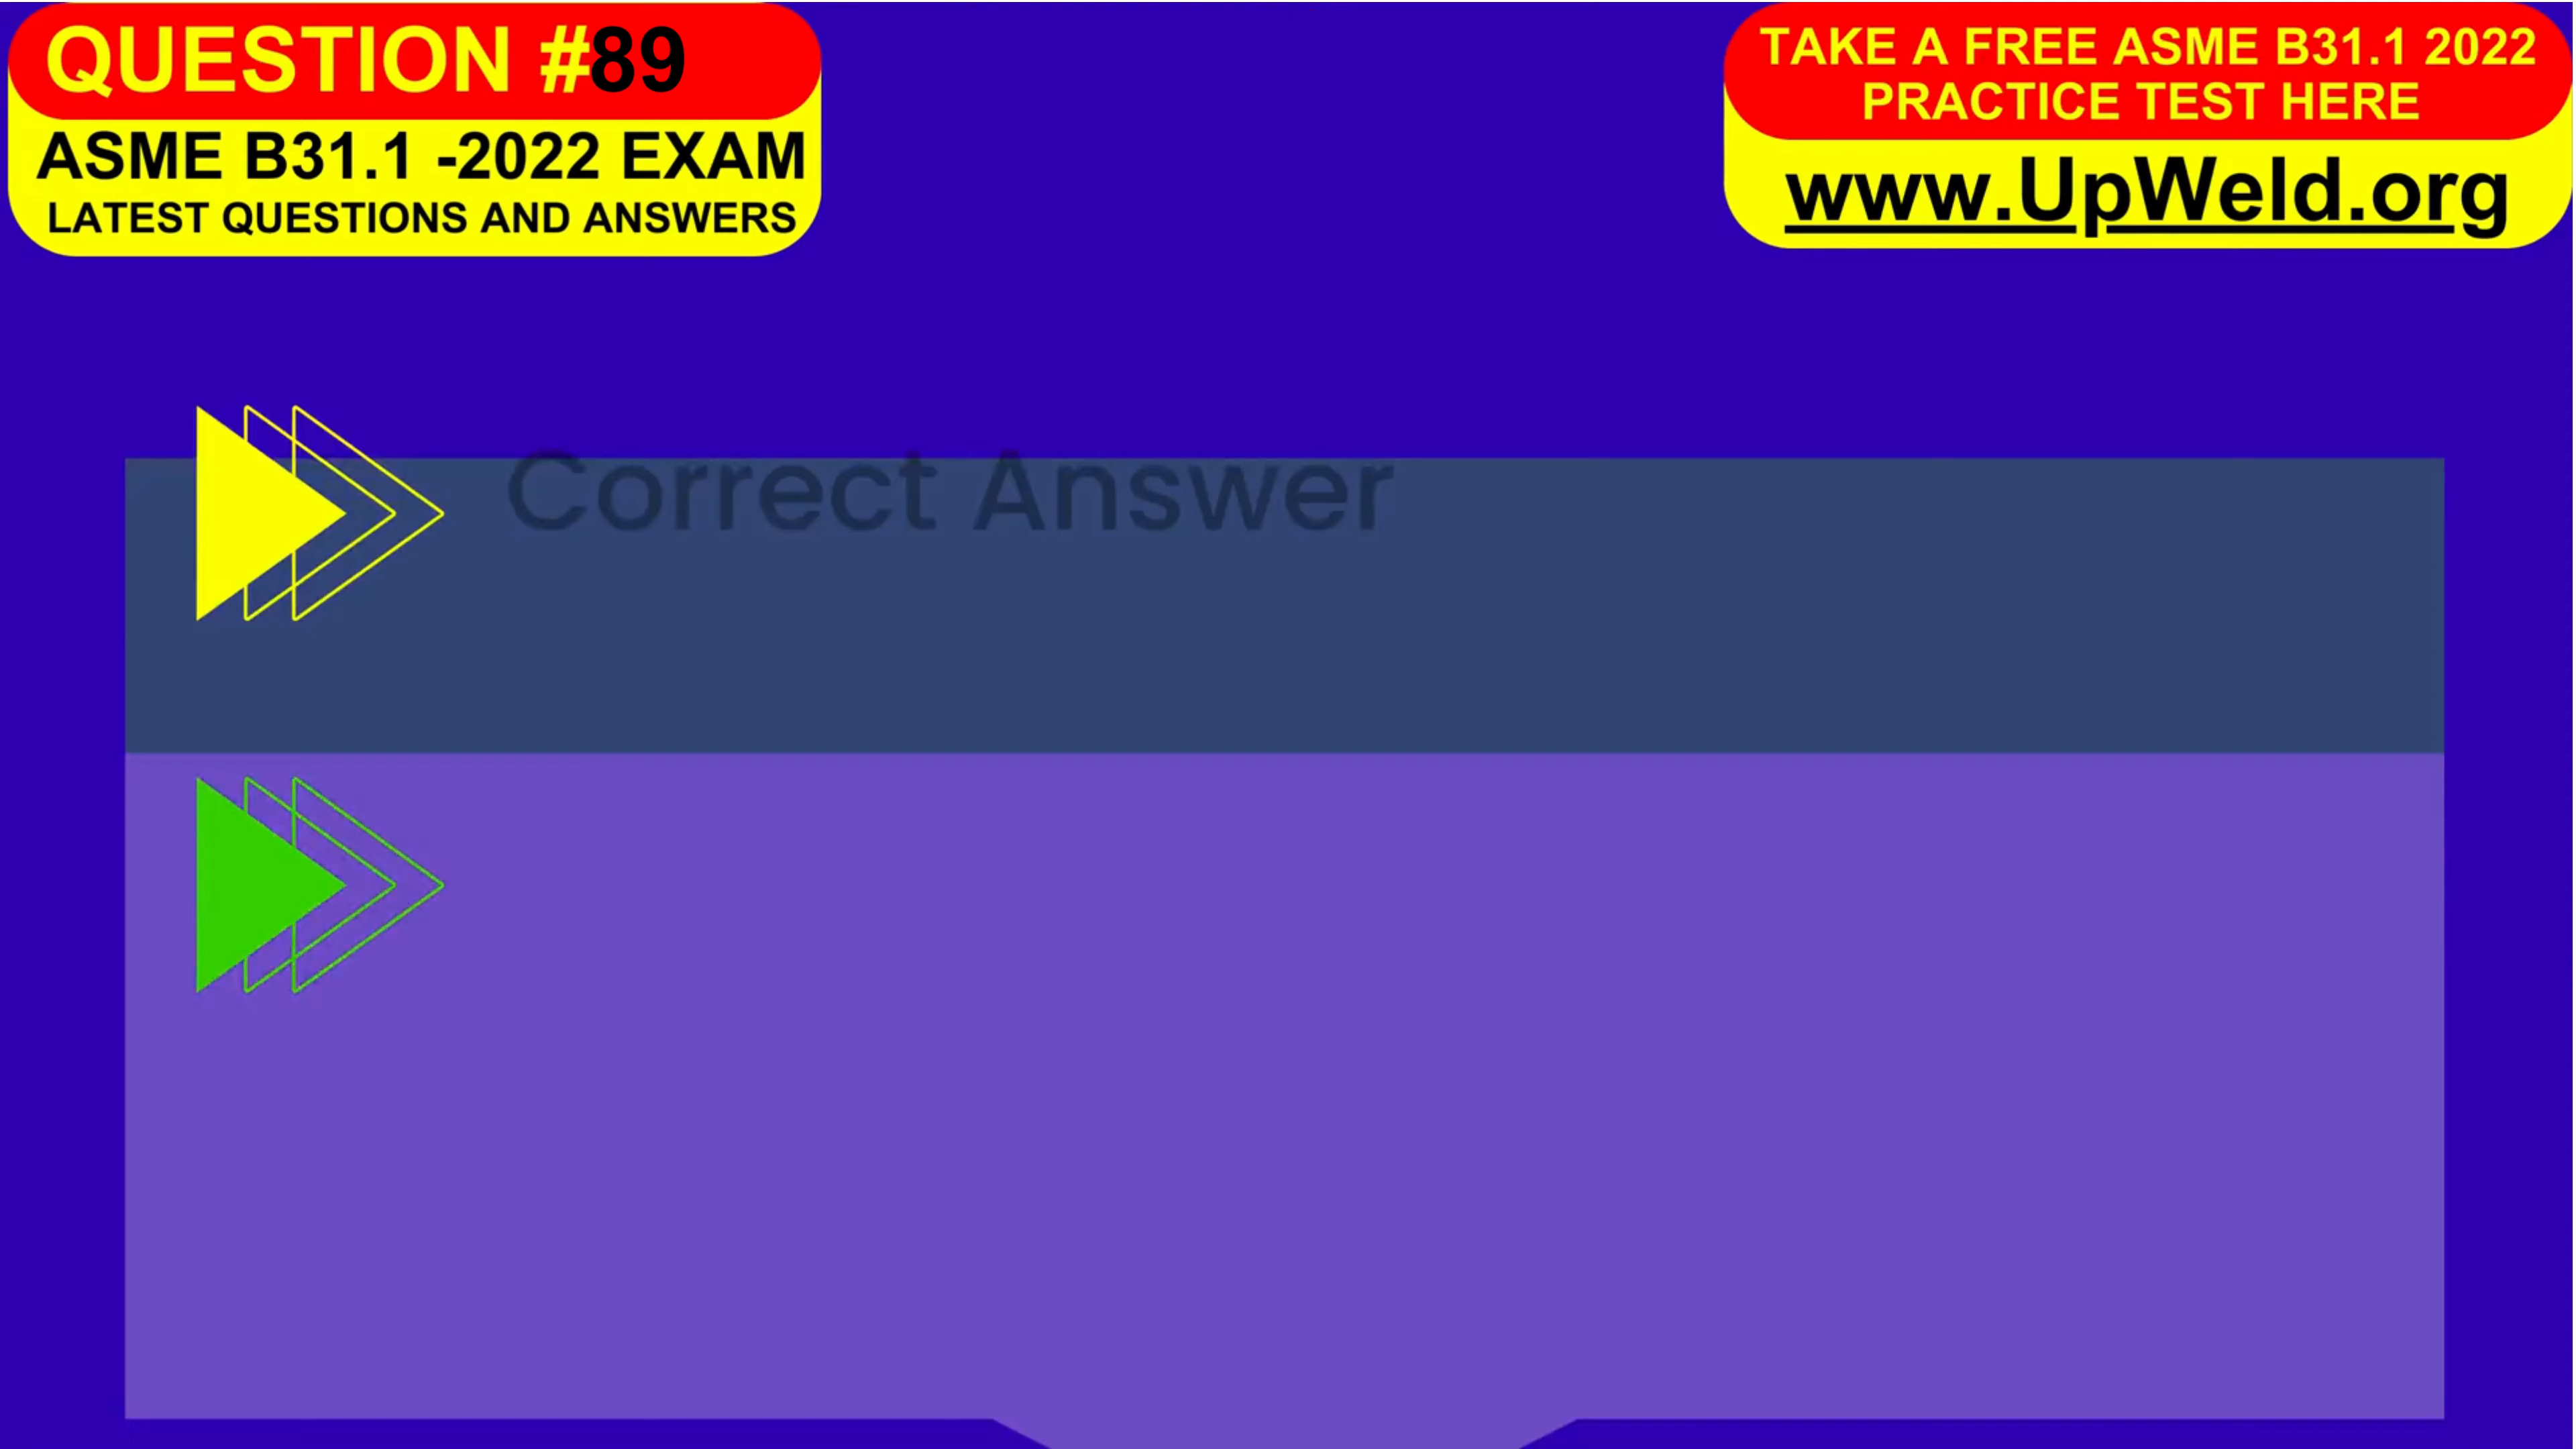 QUESTION #89
ASME B31.1 -2022 EXAM
LATEST QUESTIONS AND ANSWERS
TAKE A FREE ASME B31.1 2022
PRACTICE TEST HERE
www.UpWeld.org
Correct Answer